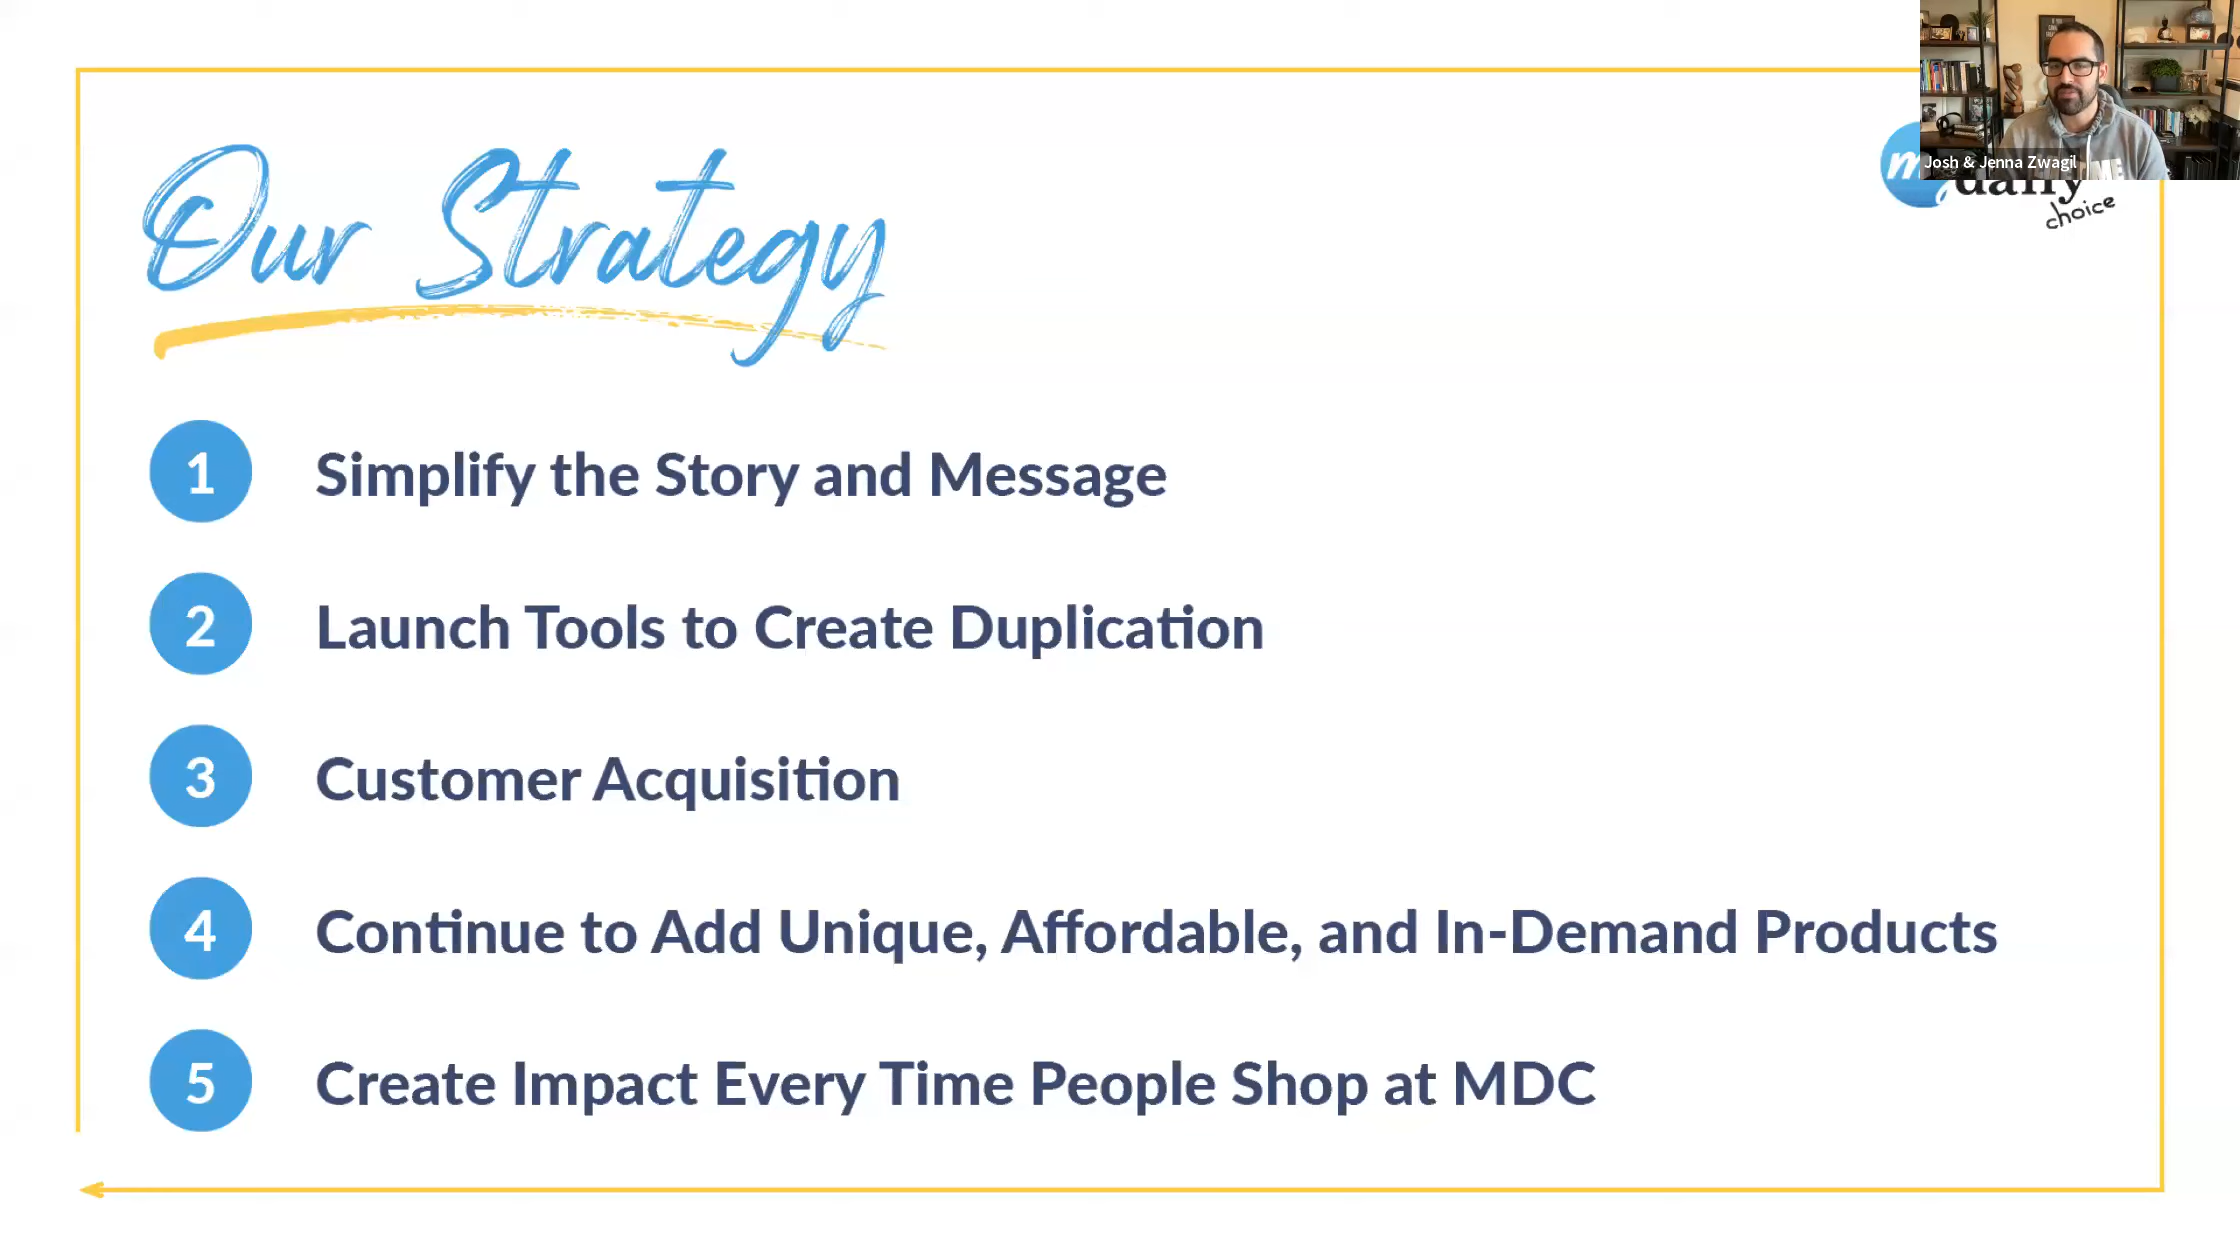 Our Strategy
Josh & Jenna Zwagil
daily
choice
1 Simplify the Story and Message
2 Launch Tools to Create Duplication
3 Customer Acquisition
4 Continue to Add Unique, Affordable, and In-Demand Products
5 Create Impact Every Time People Shop at MDC